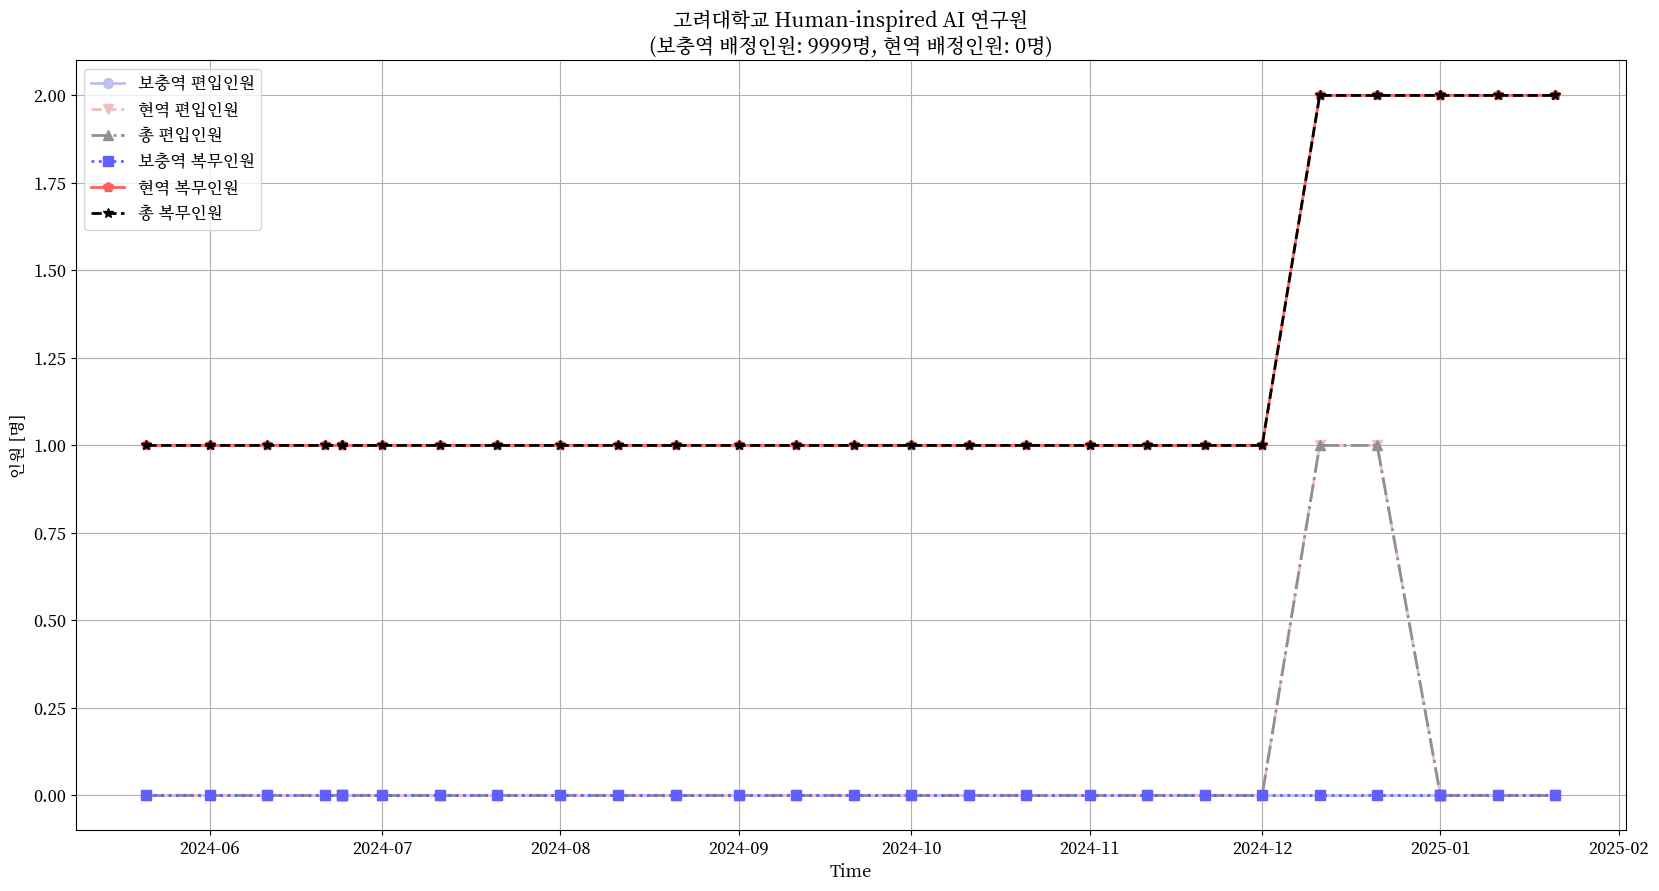 고려대학교 Human-inspired AI 연구원
(보충역 배정인원: 9999명, 현역 배정인원: 0명)
보충역 편입인원
현역 편입인원
총 편입인원
보충역 복무인원
현역 복무인원
총 복무인원
2.00
1.75
1.50
1.25
1.00
0.75
0.50
0.25
0.00
인원 [명]
2024-06
2024-07
2024-08
2024-09
2024-10
2024-11
2024-12
2025-01
2025-02
Time